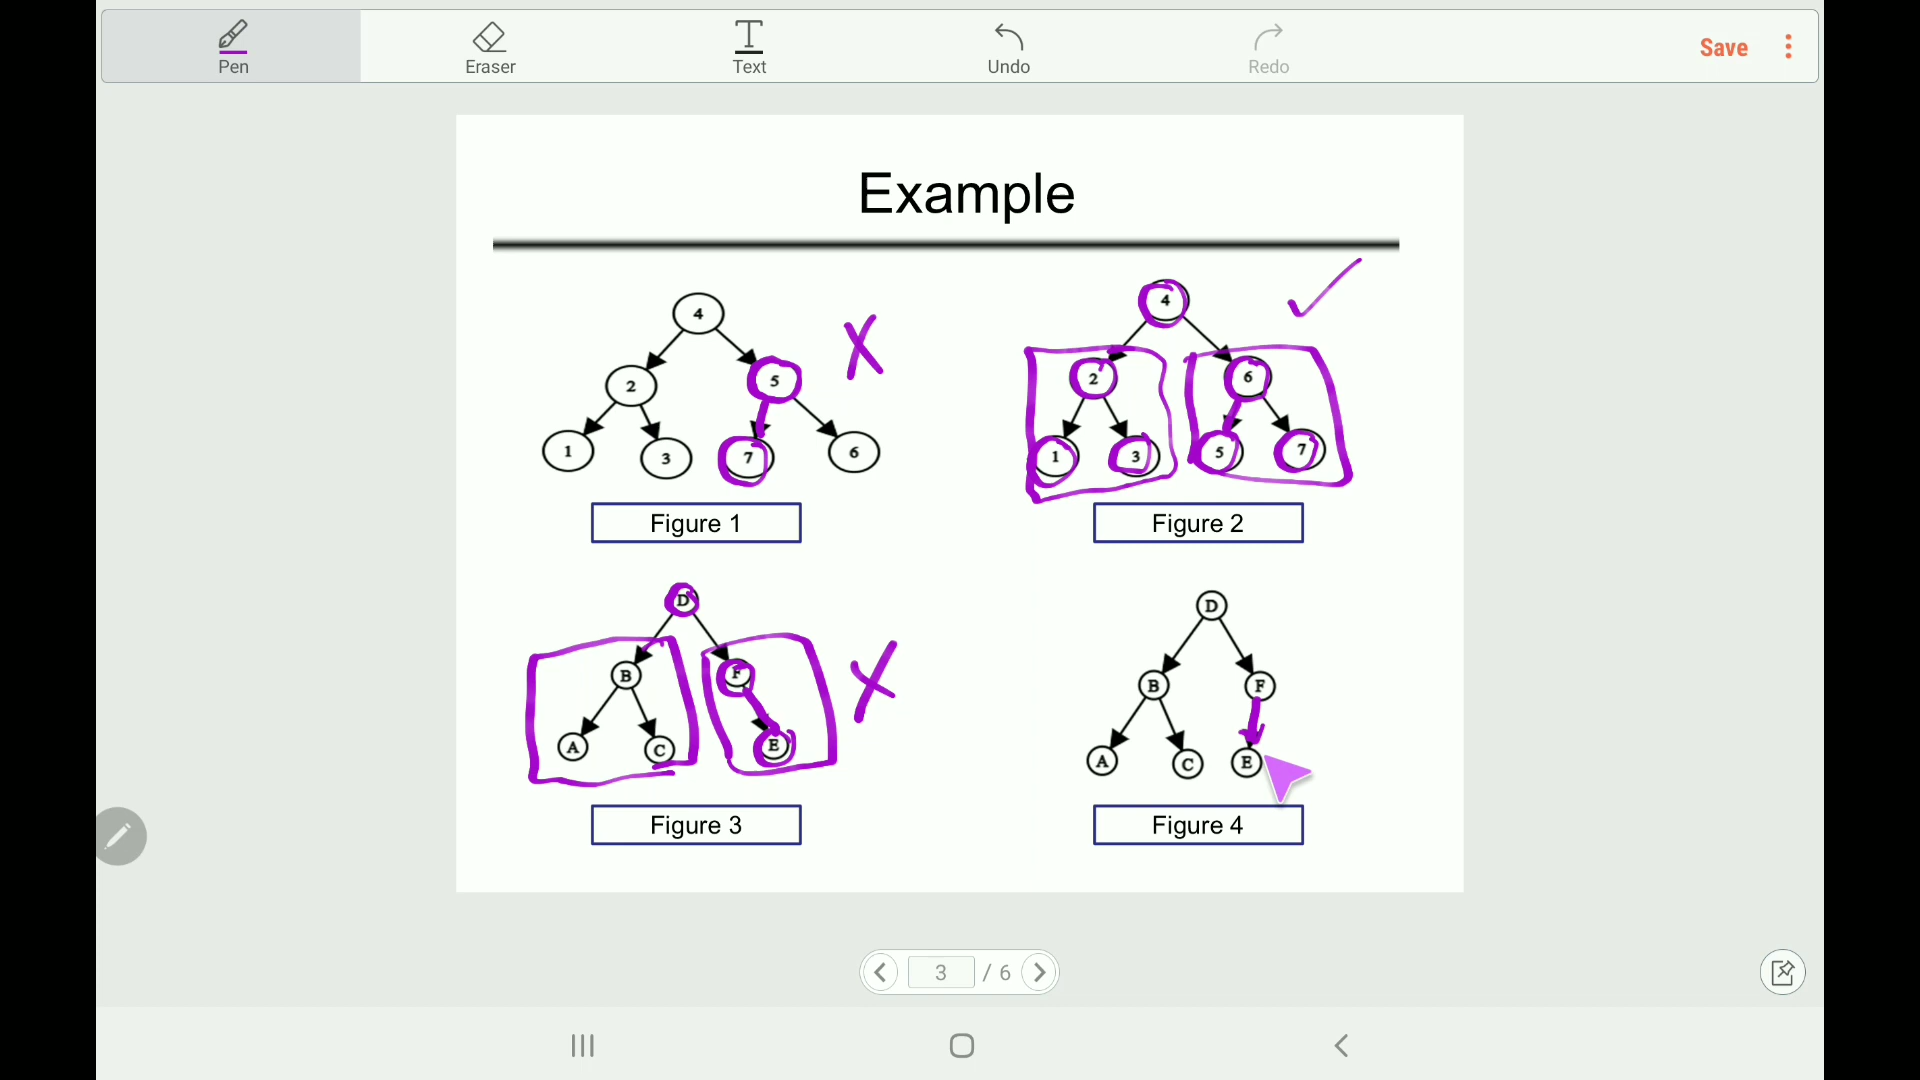 Pen Eraser Text Undo Redo Save
Example
4
2 5
1 3 7 6
Figure 1
4
2 6
1 3 5 7
Figure 2
D
B F
A C E
Figure 3
D
B F
A C E
Figure 4
3 / 6